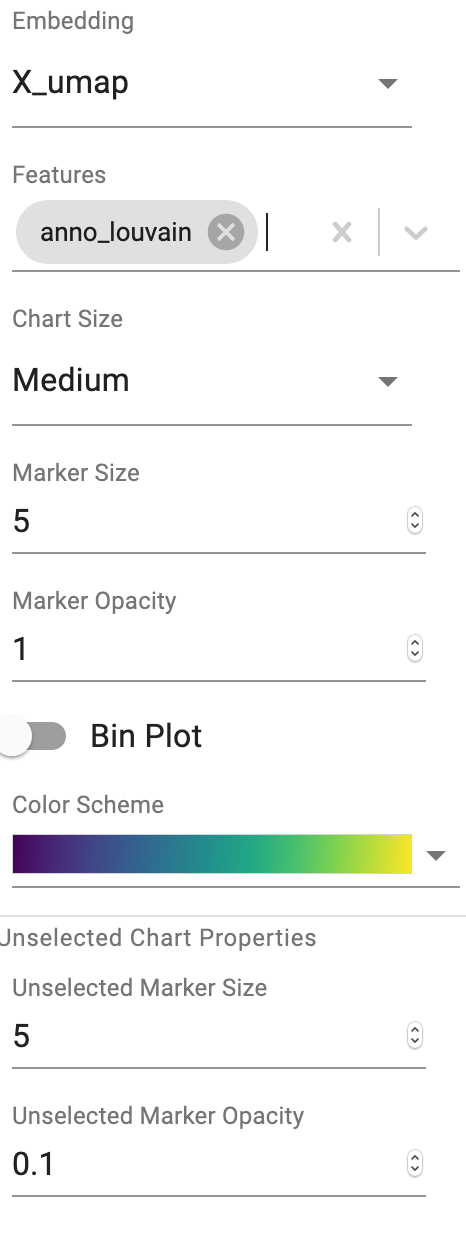 Embedding
X_umap
Features
anno_louvain
Chart Size
Medium
Marker Size
5
Marker Opacity
1
Bin Plot
Color Scheme
Unselected Chart Properties
Unselected Marker Size
5
Unselected Marker Opacity
0.1